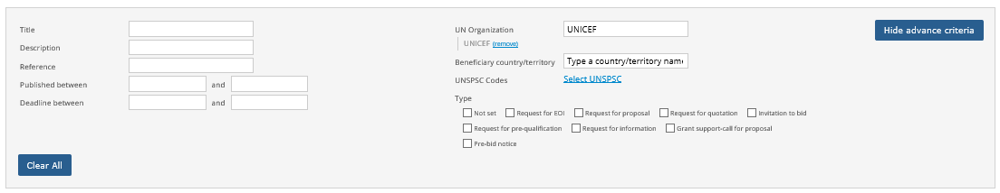 Title
Description
Reference
Published between and
Deadline between and
Clear All
UN Organization UNICEF
UNICEF (remove)
Beneficiary country/territory Type a country/territory nam
UNSPSC Codes Select UNSPSC
Type
Not set Request for EOI Request for proposal Request for quotation Invitation to bid
Request for pre-qualification Request for information Grant support-call for proposal
Pre-bid notice
Hide advance criteria